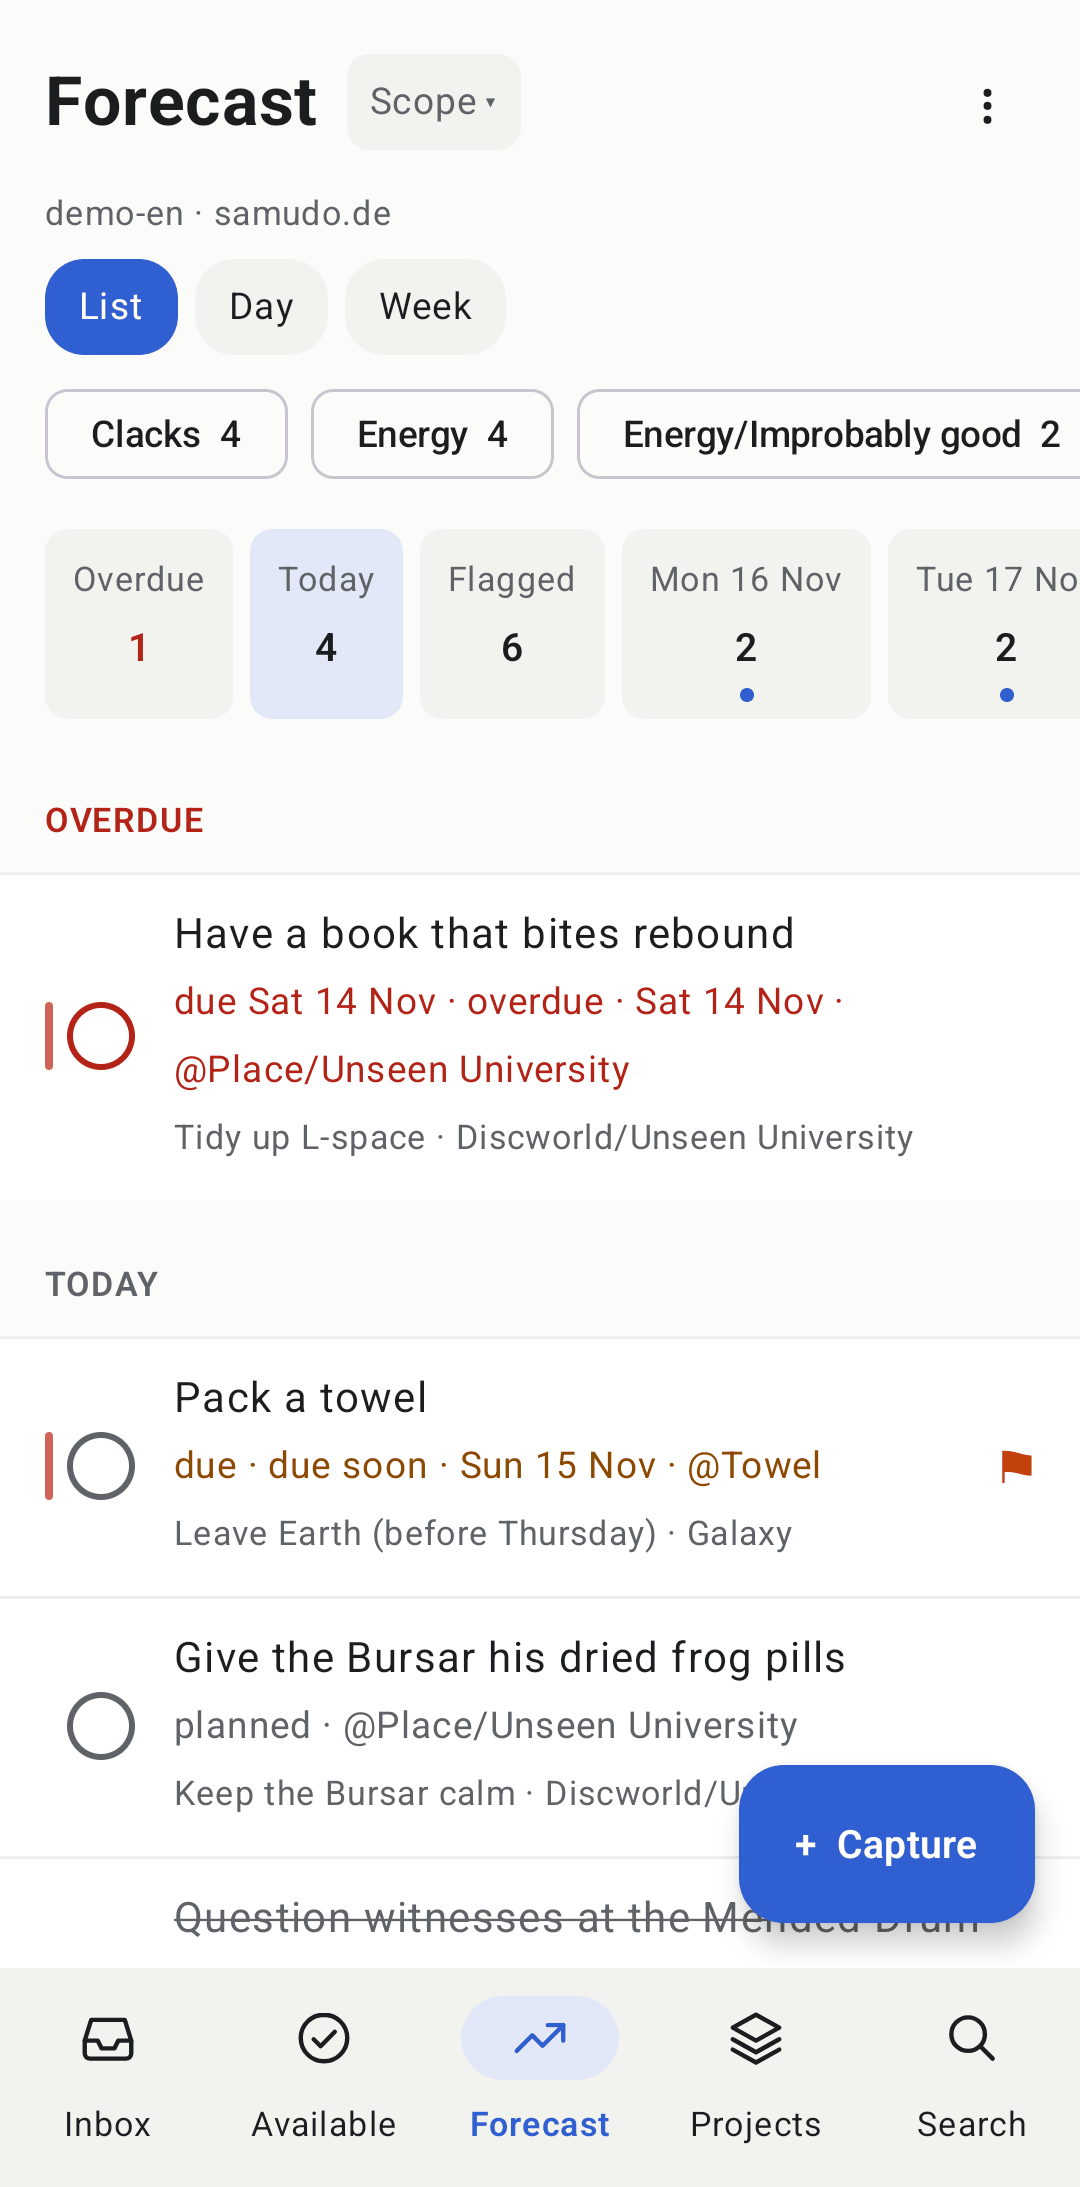 Forecast
Scope ▾
demo-en · samudo.de
List Day Week
Clacks 4 Energy 4 Energy/Improbably good 2
Overdue Today Flagged Mon 16 Nov Tue 17 No
1 4 6 2 2
OVERDUE
Have a book that bites rebound
due Sat 14 Nov · overdue · Sat 14 Nov ·
@Place/Unseen University
Tidy up L-space · Discworld/Unseen University
TODAY
Pack a towel
due · due soon · Sun 15 Nov · @Towel
Leave Earth (before Thursday) · Galaxy
Give the Bursar his dried frog pills
planned · @Place/Unseen University
Keep the Bursar calm · Discworld/U
+ Capture
Question witnesses at the Mended Drum
Inbox Available Forecast Projects Search